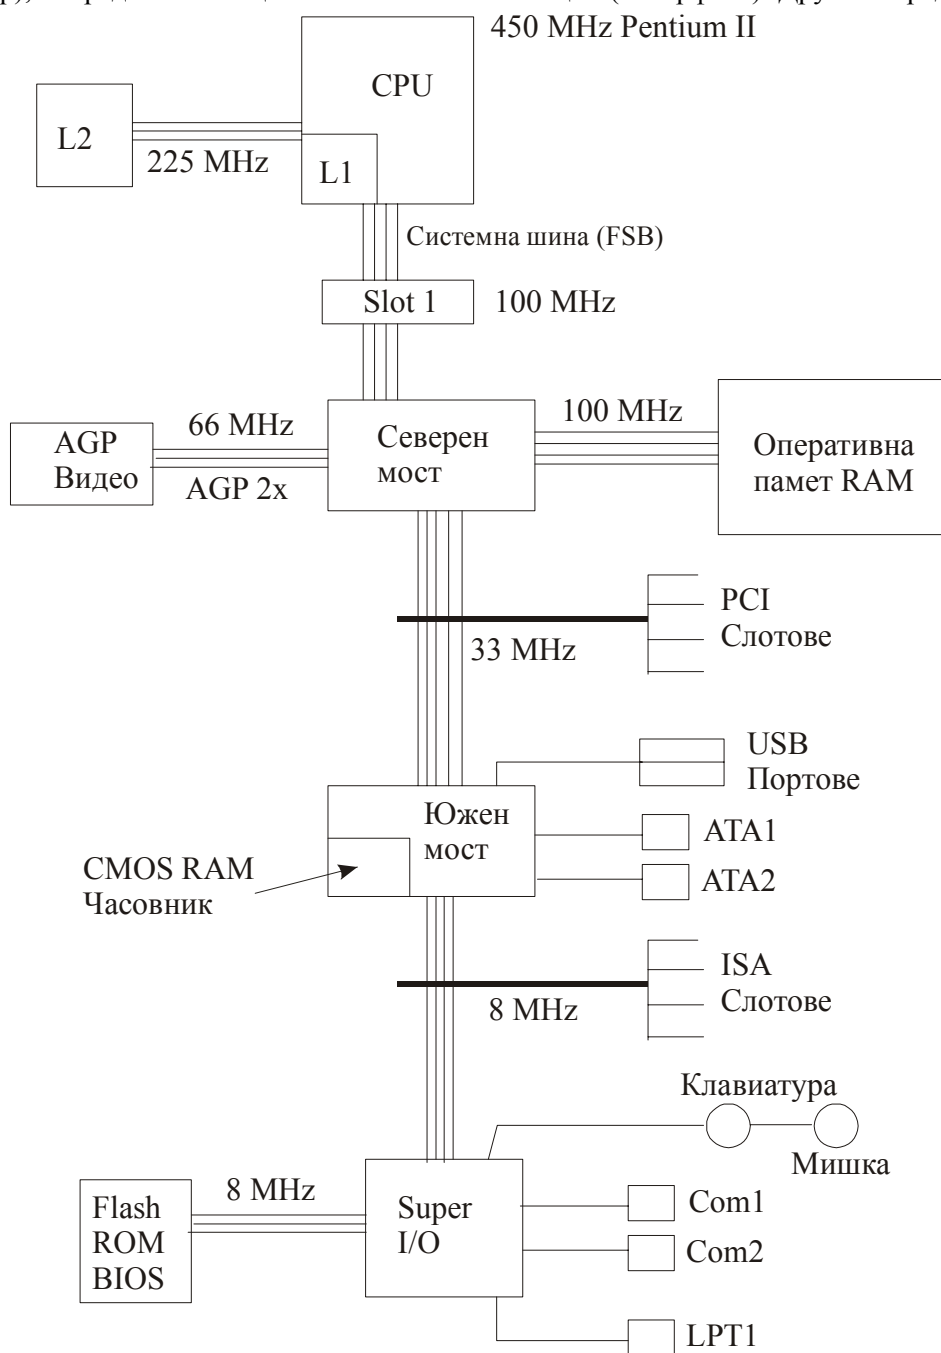 450 MHz Pentium II
CPU
L2
L1
225 MHz
Системна шина (FSB)
Slot 1
100 MHz
66 MHz
100 MHz
AGP
Видео
AGP 2x
Северен
мост
Оперативна
памет RAM
PCI
Слотове
33 MHz
USB
Портове
Южен
мост
ATA1
ATA2
CMOS RAM
Часовник
ISA
Слотове
8 MHz
Клавиатура
Мишка
8 MHz
Flash
ROM
BIOS
Super
I/O
Com1
Com2
LPT1